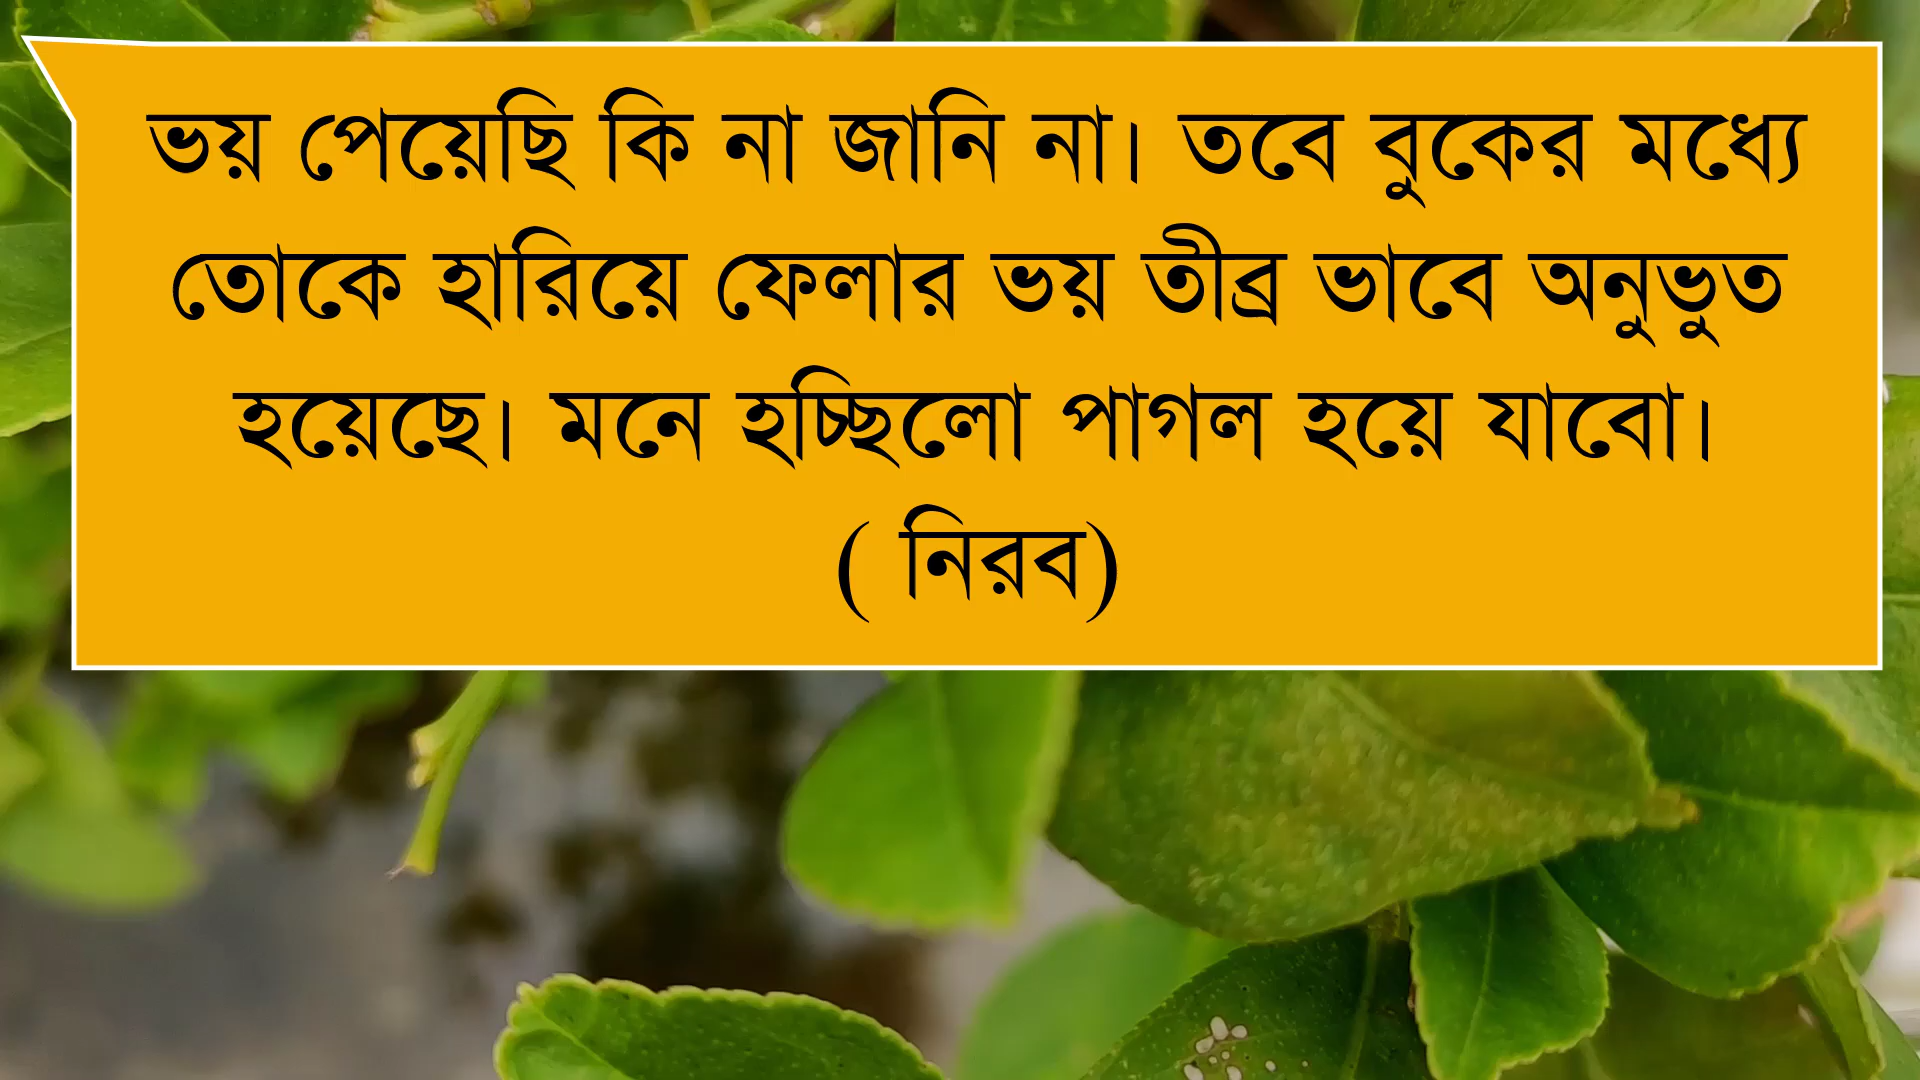 ভয় পেয়েছি কি না জানি না। তবে বুকের মধ্যে
তোকে হারিয়ে ফেলার ভয় তীব্র ভাবে অনুভুত
হয়েছে। মনে হচ্ছিলো পাগল হয়ে যাবো।
( নিরব)